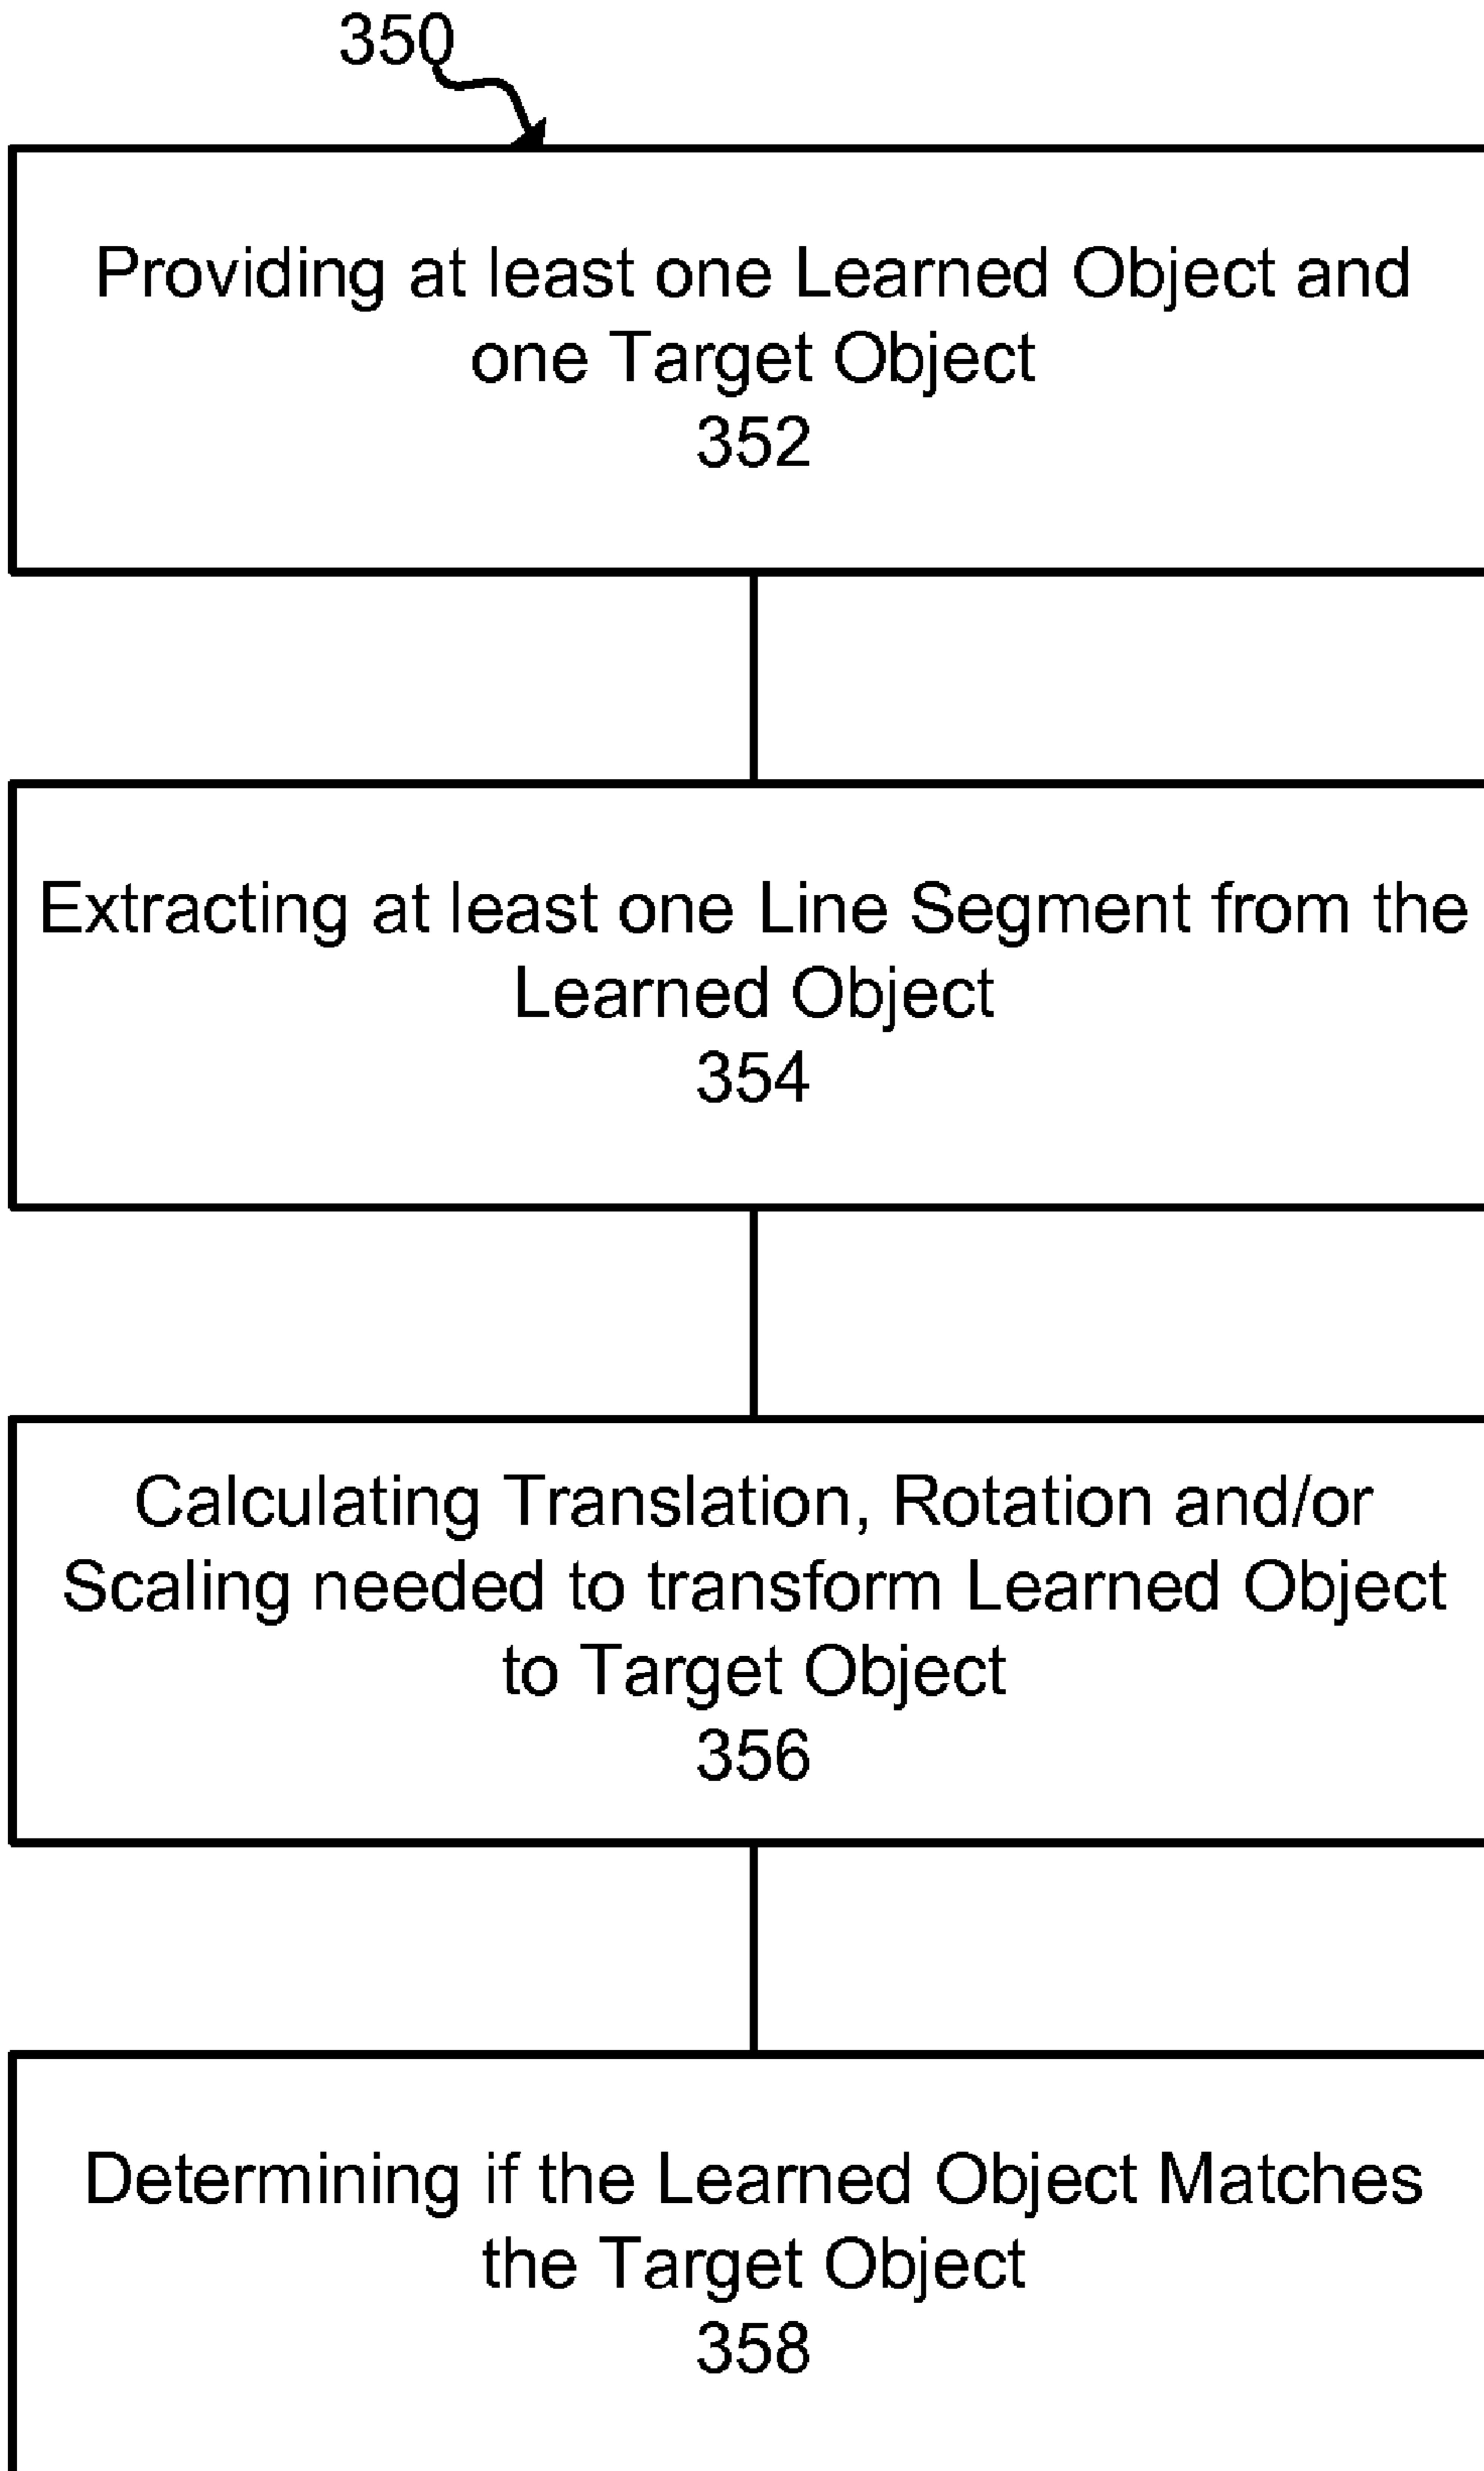 350
Providing at least one Learned Object and
one Target Object
352
Extracting at least one Line Segment from the
Learned Object
354
Calculating Translation, Rotation and/or
Scaling needed to transform Learned Object
to Target Object
356
Determining if the Learned Object Matches
the Target Object
358